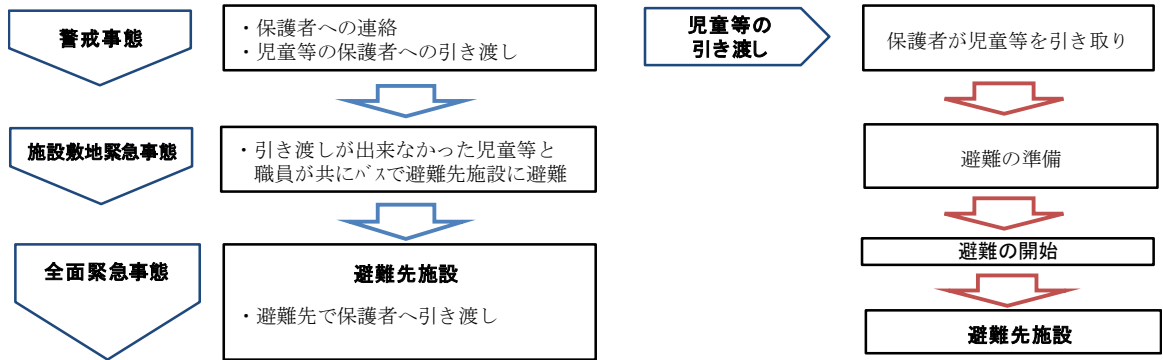 警戒事態
・保護者への連絡
・児童等の保護者への引き渡し
児童等の
引き渡し
保護者が児童等を引き取り
施設敷地緊急事態
・引き渡しが出来なかった児童等と
職員が共にﾊﾞｽで避難先施設に避難
避難の準備
全面緊急事態
避難先施設
・避難先で保護者へ引き渡し
避難の開始
避難先施設